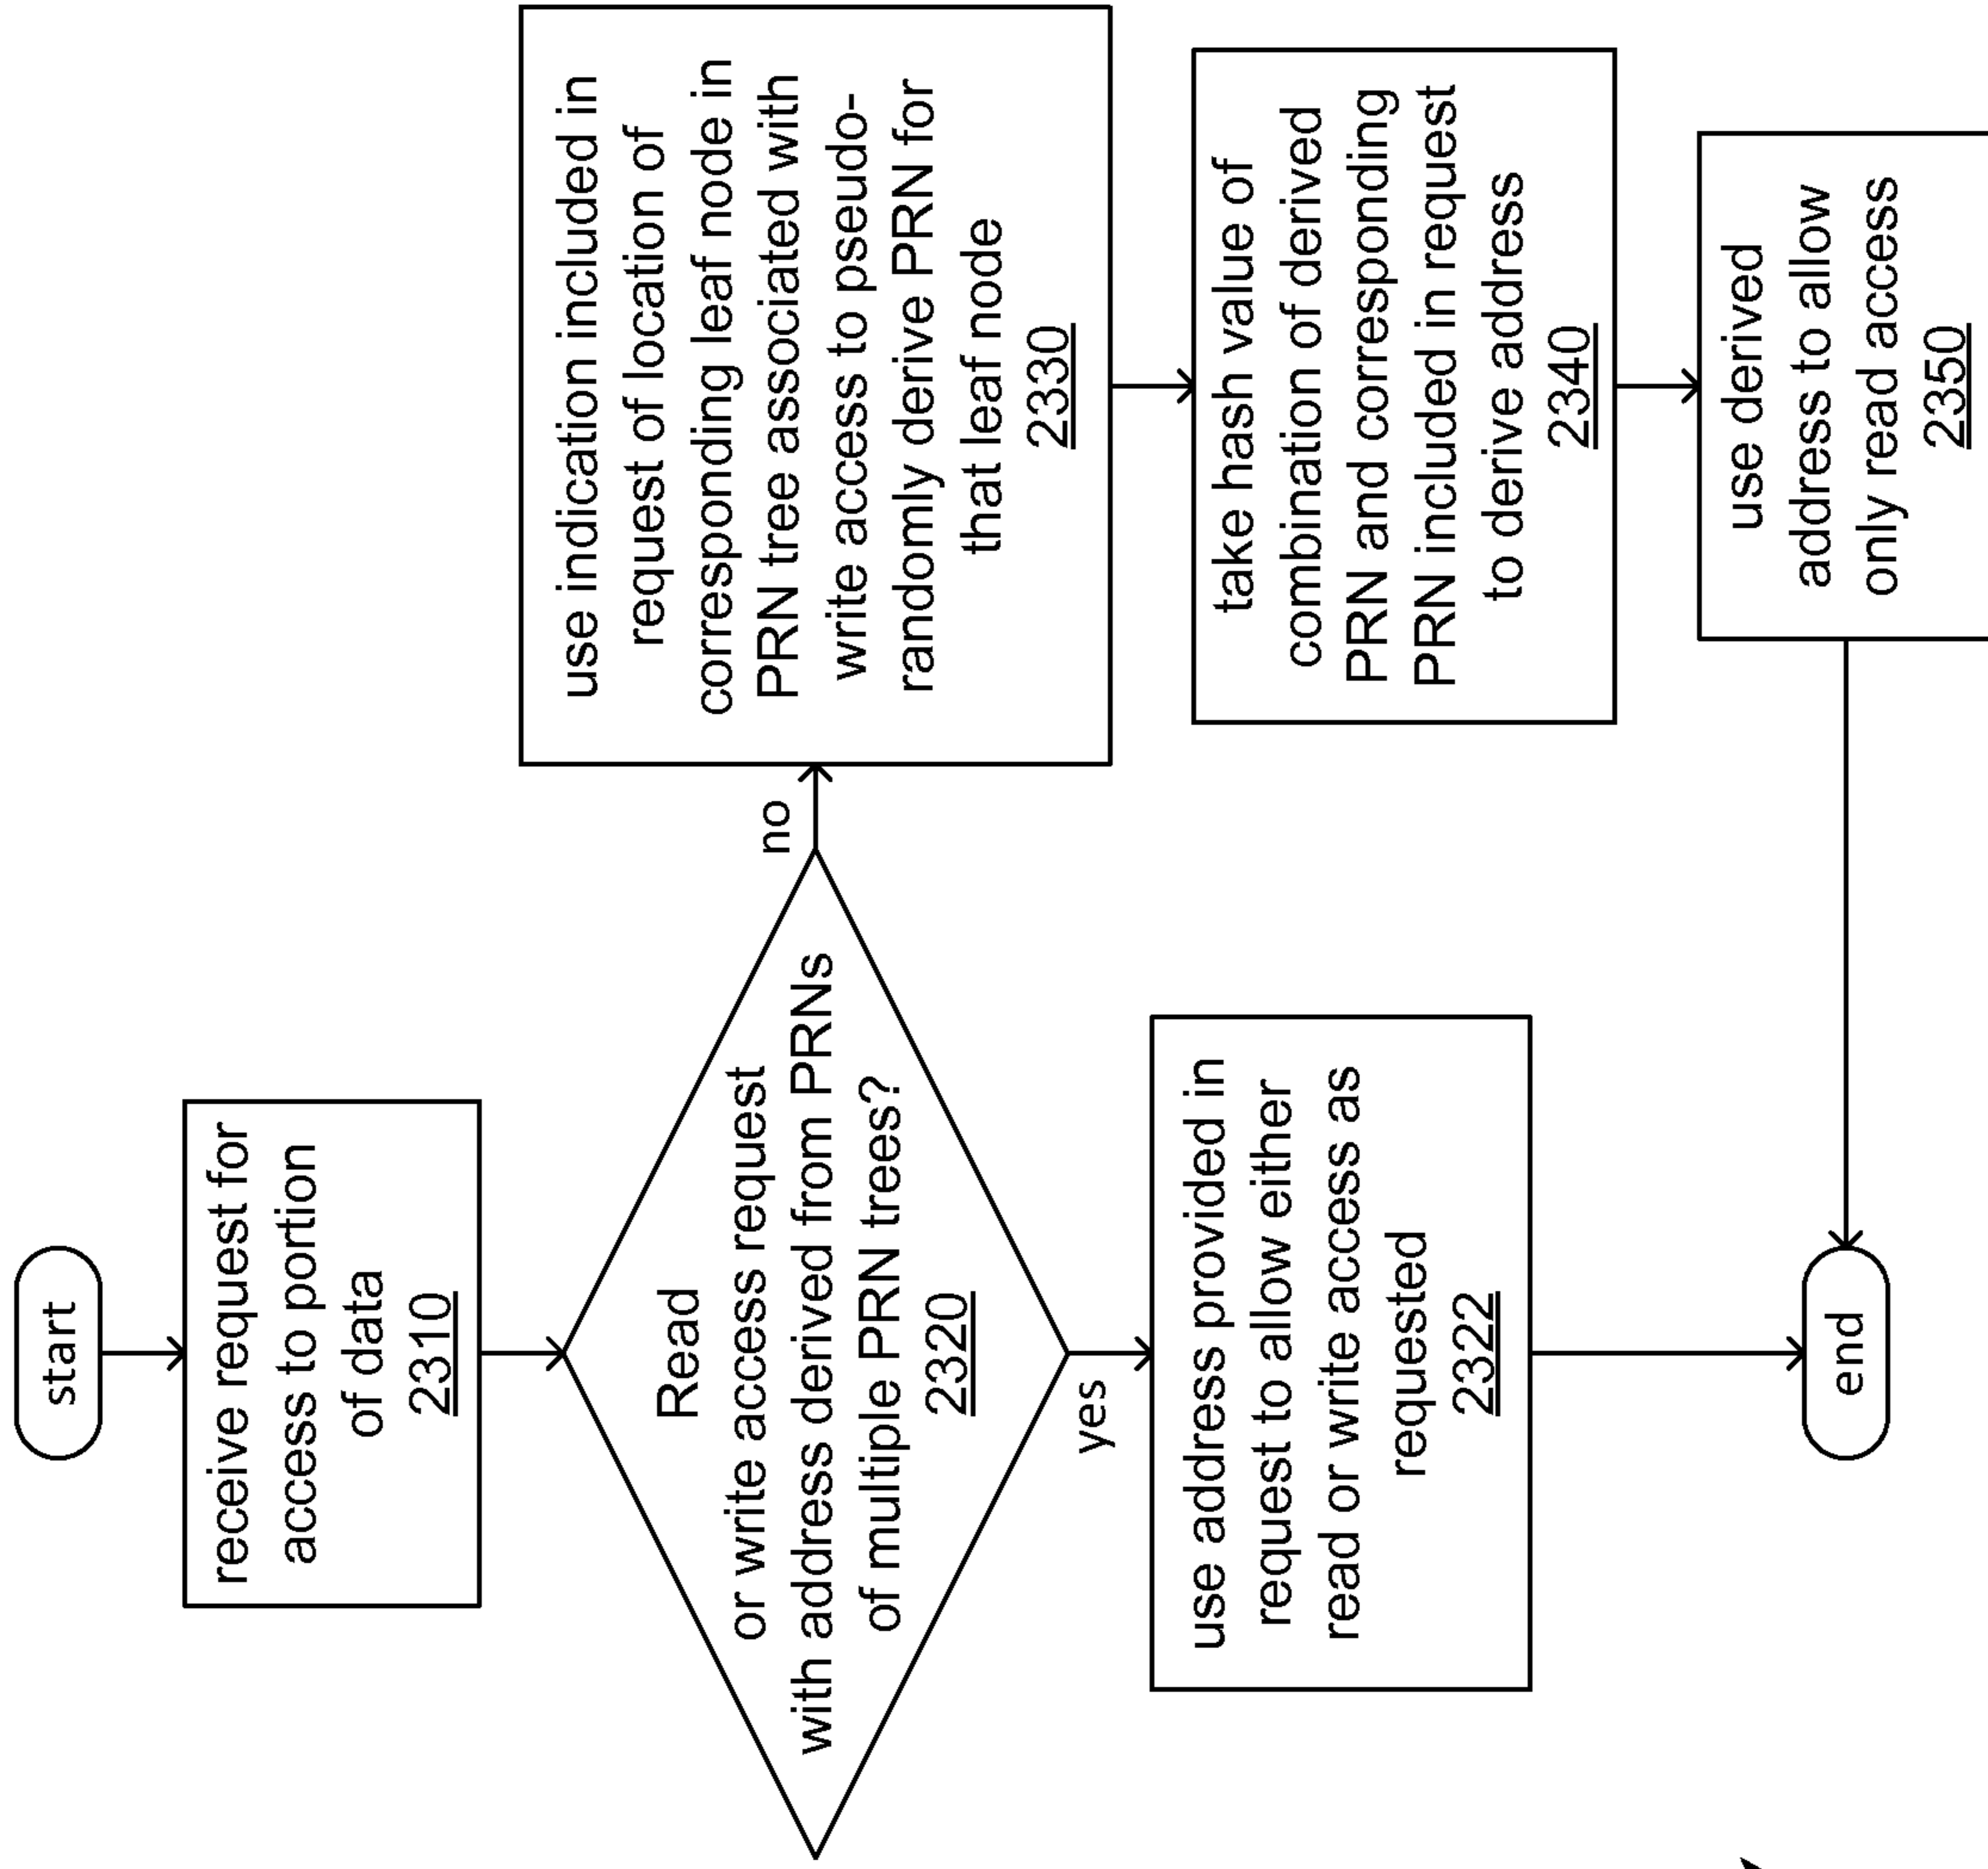 start
receive request for
access to portion
of data
2310
Read
or write access request
with address derived from PRNs
of multiple PRN trees?
2320
no
yes
use address provided in
request to allow either
read or write access as
requested
2322
use indication included in
request of location of
corresponding leaf node in
PRN tree associated with
write access to pseudo-
randomly derive PRN for
that leaf node
2330
take hash value of
combination of derived
PRN and corresponding
PRN included in request
to derive address
2340
use derived
address to allow
only read access
2350
end